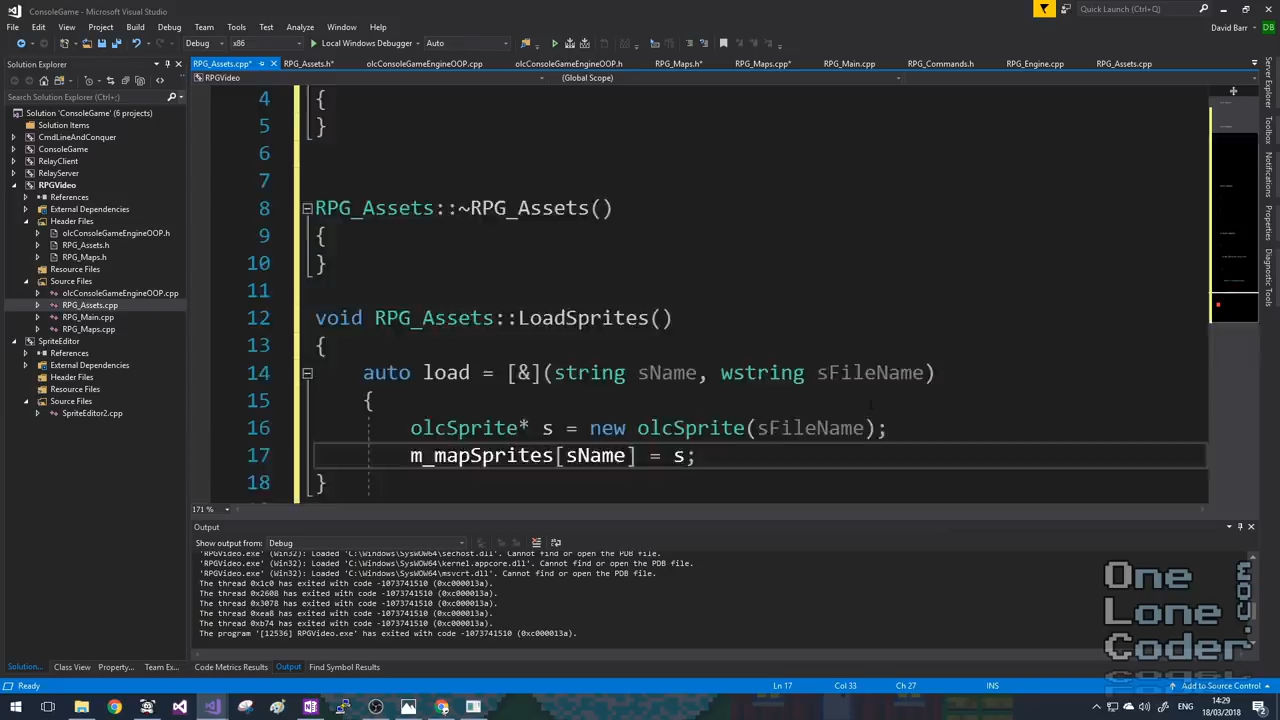 ConsoleGame - Microsoft Visual Studio
Quick Launch (Ctrl+;)
File Edit View Project Build Debug Team Tools Test Analyze Window Help
David Barr DB
Debug x86 Local Windows Debugger Auto
Solution Explorer
RPG_Assets.cpp* RPG_Assets.h* olcConsoleGameEngineOOP.cpp olcConsoleGameEngineOOP.h RPG_Maps.h* RPG_Maps.cpp* RPG_Main.cpp RPG_Commands.h RPG_Engine.cpp RPG_Assets.cpp
RPGVideo (Global Scope)
Search Solution Explorer (Ctrl+;)
Solution 'ConsoleGame' (6 projects)
Solution Items
CmdLineAndConquer
ConsoleGame
RelayClient
RelayServer
RPGVideo
References
External Dependencies
Header Files
olcConsoleGameEngineOOP.h
RPG_Assets.h
RPG_Maps.h
Resource Files
Source Files
olcConsoleGameEngineOOP.cpp
RPG_Assets.cpp
RPG_Main.cpp
RPG_Maps.cpp
SpriteEditor
References
External Dependencies
Header Files
Resource Files
Source Files
SpriteEditor2.cpp
4 {
5 }
6
7
8 RPG_Assets::~RPG_Assets()
9 {
10 }
11
12 void RPG_Assets::LoadSprites()
13 {
14 auto load = [&](string sName, wstring sFileName)
15 {
16 olcSprite* s = new olcSprite(sFileName);
17 m_mapSprites[sName] = s;
18 }
171 %
Server Explorer
Toolbox
Notifications
Properties
Diagnostic Tools
Output
Show output from: Debug
'RPGVideo.exe' (Win32): Loaded 'C:\Windows\SysWOW64\sechost.dll'. Cannot find or open the PDB file.
'RPGVideo.exe' (Win32): Loaded 'C:\Windows\SysWOW64\kernel.appcore.dll'. Cannot find or open the PDB file.
'RPGVideo.exe' (Win32): Loaded 'C:\Windows\SysWOW64\msvcrt.dll'. Cannot find or open the PDB file.
The thread 0x1c0 has exited with code -1073741510 (0xc000013a).
The thread 0x2608 has exited with code -1073741510 (0xc000013a).
The thread 0x3078 has exited with code -1073741510 (0xc000013a).
The thread 0xea8 has exited with code -1073741510 (0xc000013a).
The thread 0xb74 has exited with code -1073741510 (0xc000013a).
The program '[12536] RPGVideo.exe' has exited with code -1073741510 (0xc000013a).
One
Lone
Coder
.com
Solution... Class View Property... Team Ex...
Code Metrics Results Output Find Symbol Results
Ready Ln 17 Col 33 Ch 27 INS Add to Source Control
14:29
18/03/2018